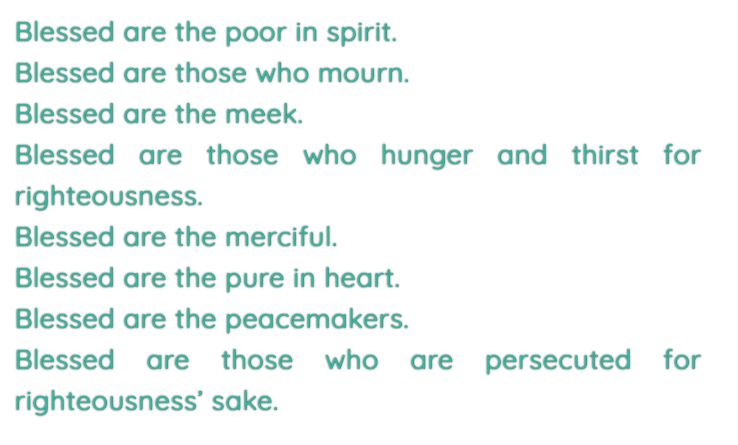 Blessed are the poor in spirit.
Blessed are those who mourn.
Blessed are the meek.
Blessed are those who hunger and thirst for
righteousness.
Blessed are the merciful.
Blessed are the pure in heart.
Blessed are the peacemakers.
Blessed are those who are persecuted for
righteousness’ sake.